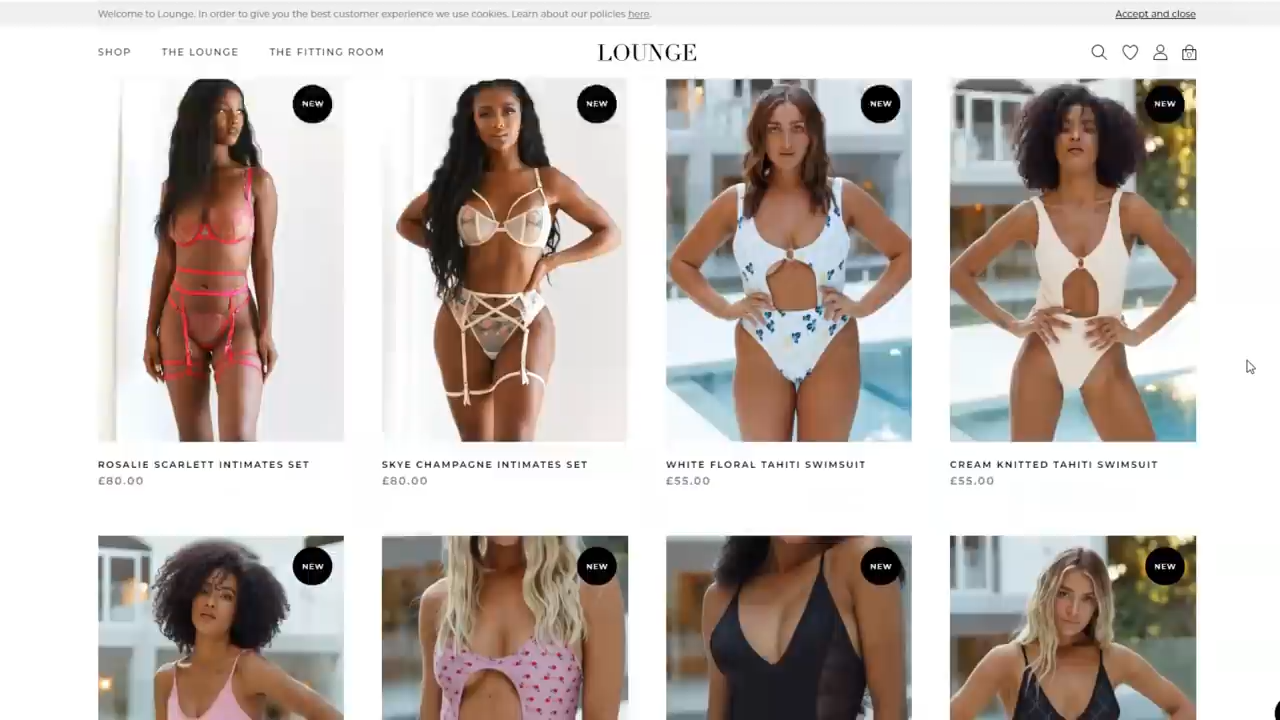 Welcome to Lounge. In order to give you the best customer experience we use cookies. Learn about our policies here.
Accept and close
SHOP
THE LOUNGE
THE FITTING ROOM
LOUNGE
0
NEW
NEW
NEW
NEW
ROSALIE SCARLETT INTIMATES SET
£80.00
SKYE CHAMPAGNE INTIMATES SET
£80.00
WHITE FLORAL TAHITI SWIMSUIT
£55.00
CREAM KNITTED TAHITI SWIMSUIT
£55.00
NEW
NEW
NEW
NEW